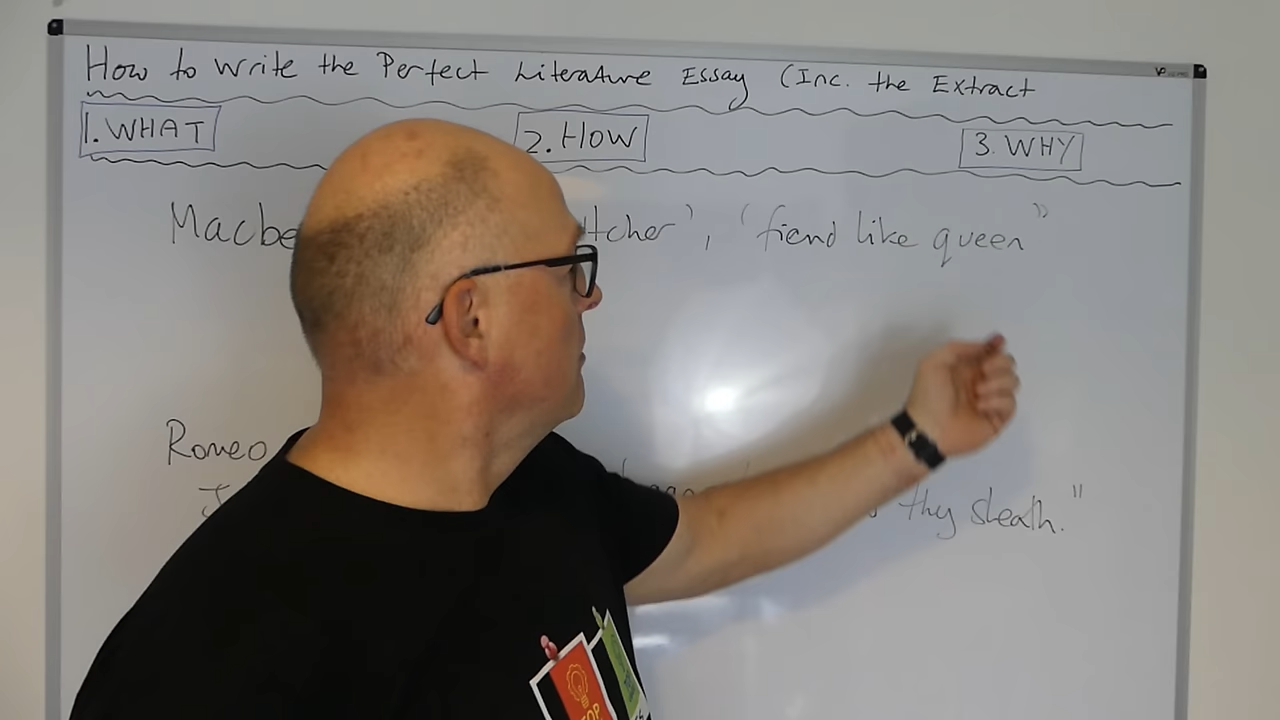 How to Write the Perfect Literature Essay (Inc. the Extract
1. WHAT 2. HOW 3. WHY
Macbe tcher', 'fiend like queen"
Romeo
J thy sheath."
TOP